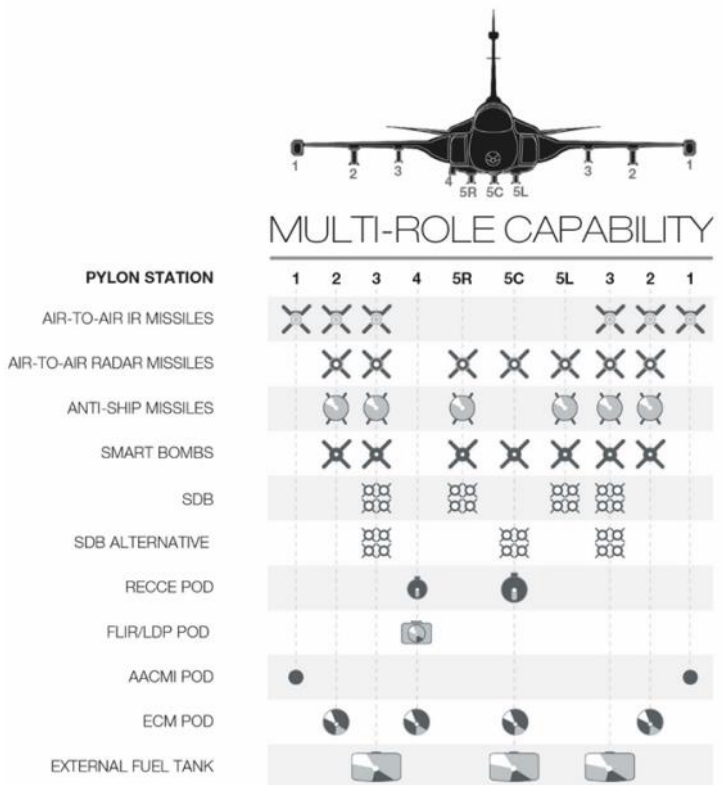 1 2 3 4 5R 5C 5L 3 2 1
MULTI-ROLE CAPABILITY
PYLON STATION 1 2 3 4 5R 5C 5L 3 2 1
AIR-TO-AIR IR MISSILES
AIR-TO-AIR RADAR MISSILES
ANTI-SHIP MISSILES
SMART BOMBS
SDB
SDB ALTERNATIVE
RECCE POD
FLIR/LDP POD
AACMI POD
ECM POD
EXTERNAL FUEL TANK